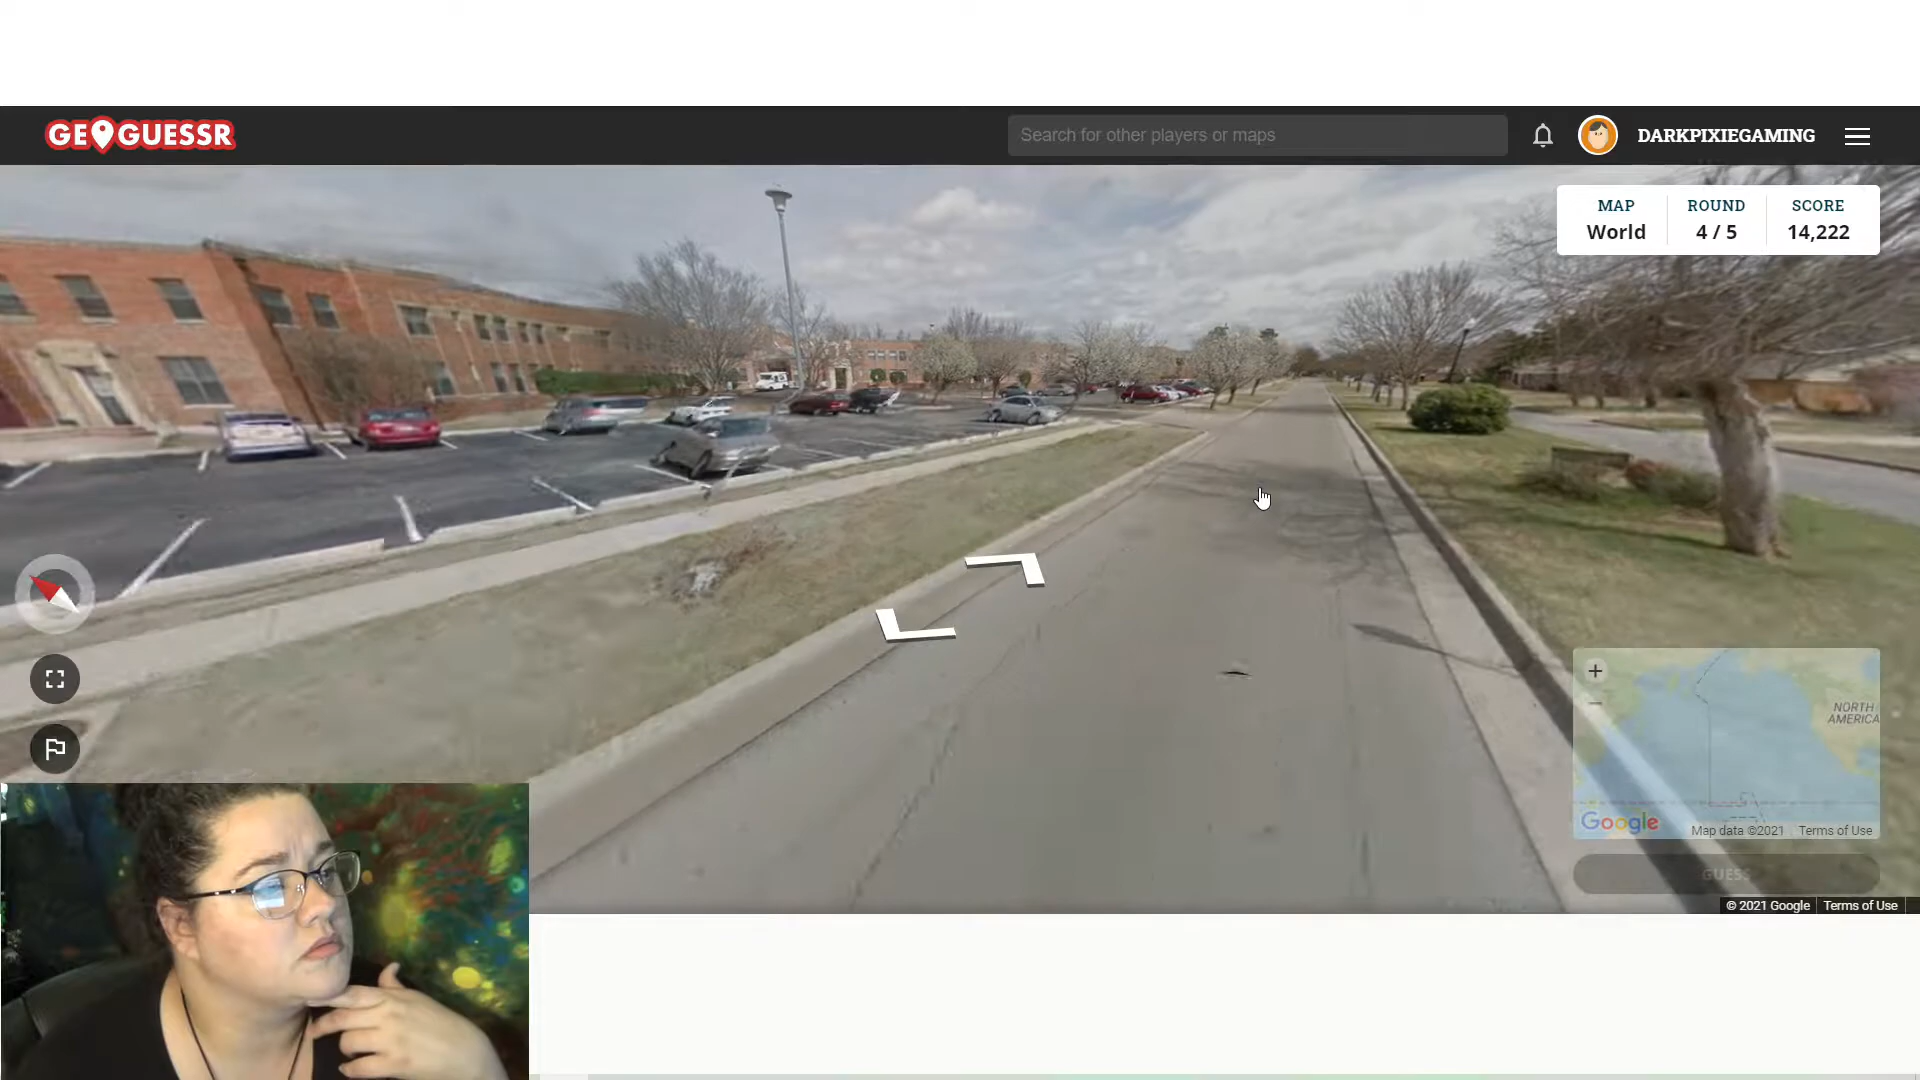 GEOGUESSR
Search for other players or maps
DARKPIXIEGAMING
MAP
World
ROUND
4 / 5
SCORE
14,222
NORTH
AMERICA
Google
Map data ©2021
Terms of Use
GUESS
© 2021 Google
Terms of Use